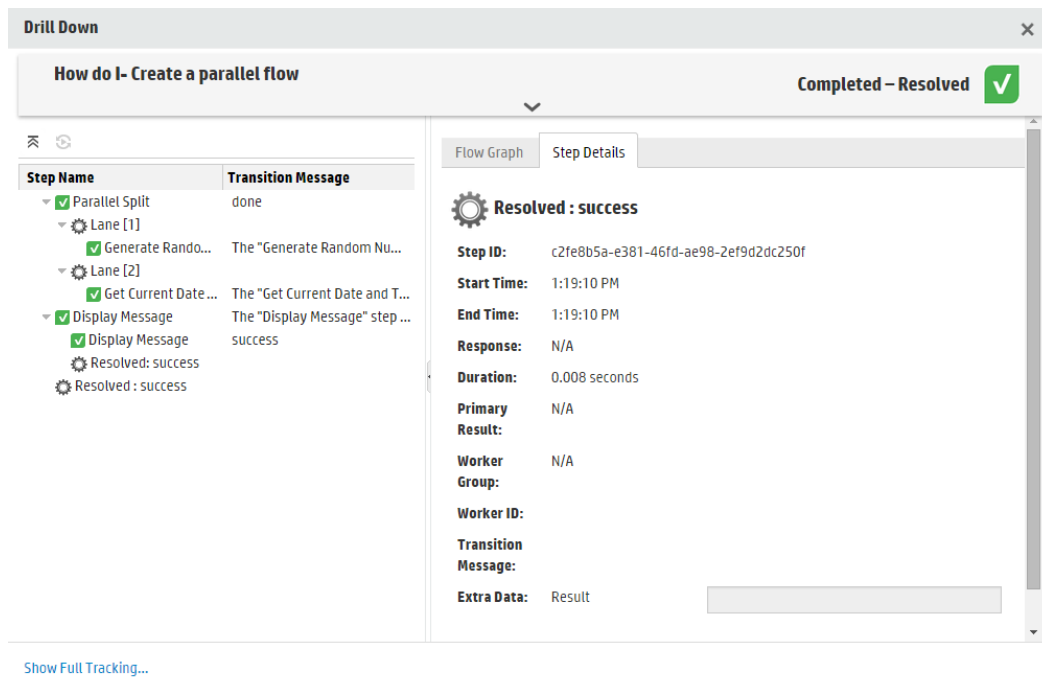 Drill Down
How do I- Create a parallel flow
Completed – Resolved
Step Name Transition Message
Parallel Split done
Lane [1]
Generate Rando... The "Generate Random Nu...
Lane [2]
Get Current Date ... The "Get Current Date and T...
Display Message The "Display Message" step ...
Display Message success
Resolved: success
Resolved : success
Flow Graph Step Details
Resolved : success
Step ID: c2fe8b5a-e381-46fd-ae98-2ef9d2dc250f
Start Time: 1:19:10 PM
End Time: 1:19:10 PM
Response: N/A
Duration: 0.008 seconds
Primary N/A
Result:
Worker N/A
Group:
Worker ID:
Transition
Message:
Extra Data: Result
Show Full Tracking...